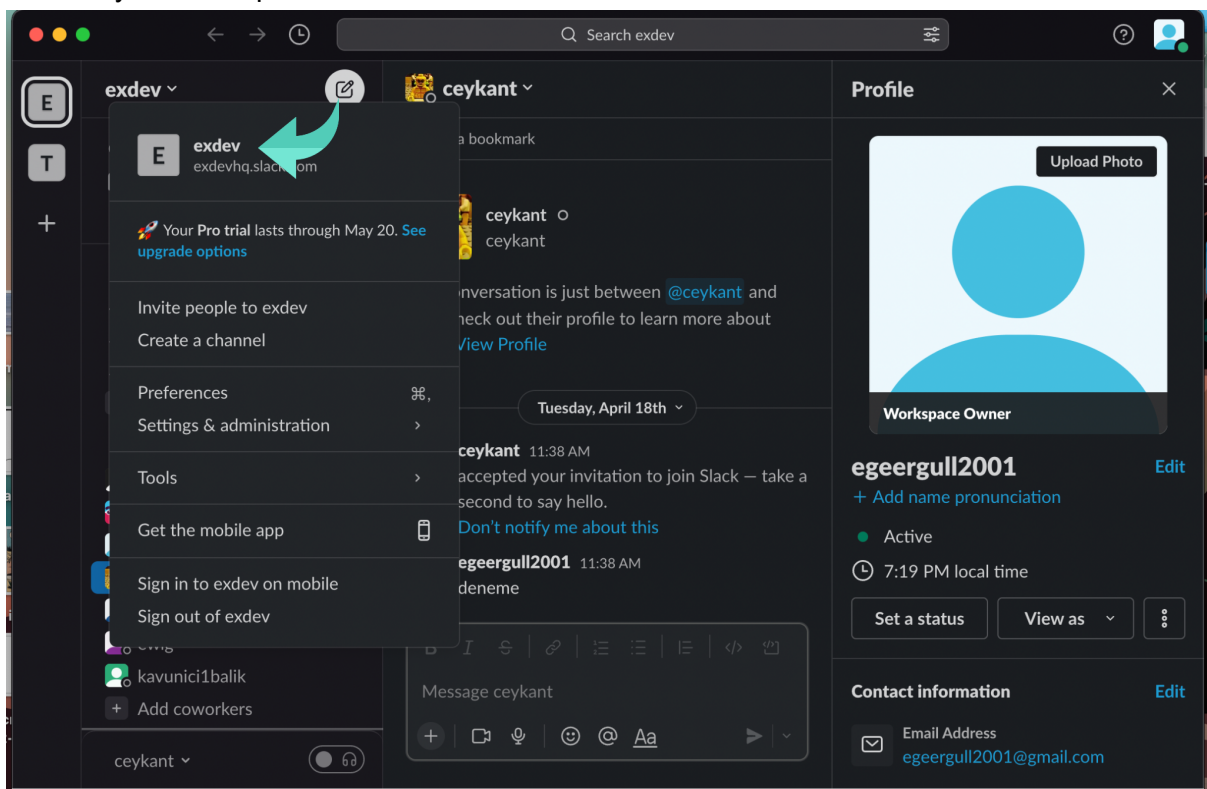 Search exdev
E
T
+
exdev
E
exdev
exdevhq.slack.com
Your Pro trial lasts through May 20. See
upgrade options
Invite people to exdev
Create a channel
Preferences ⌘,
Settings & administration
Tools
Get the mobile app
Sign in to exdev on mobile
Sign out of exdev
kavunici1balik
+ Add coworkers
ceykant
ceykant
a bookmark
ceykant
ceykant
conversation is just between @ceykant and
check out their profile to learn more about
View Profile
Tuesday, April 18th
ceykant 11:38 AM
accepted your invitation to join Slack — take a
second to say hello.
Don't notify me about this
egeergull2001 11:38 AM
deneme
B I S
Message ceykant
+ @ Aa
Profile
Upload Photo
Workspace Owner
egeergull2001 Edit
+ Add name pronunciation
Active
7:19 PM local time
Set a status View as
Contact information Edit
Email Address
egeergull2001@gmail.com